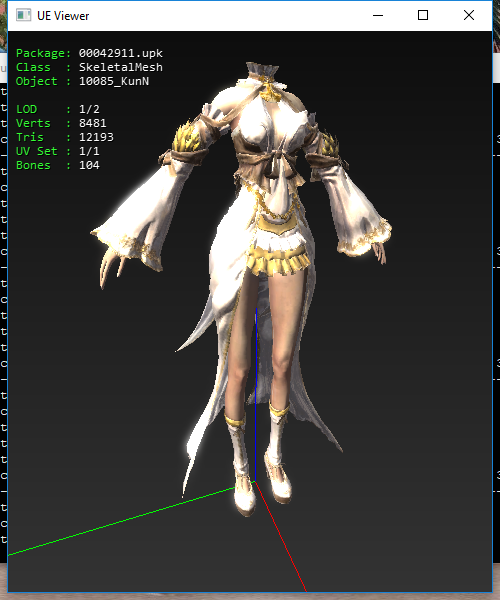 UE Viewer
Package: 00042911.upk
Class  : SkeletalMesh
Object : 10085_KunN
LOD    : 1/2
Verts  : 8481
Tris   : 12193
UV Set : 1/1
Bones  : 104